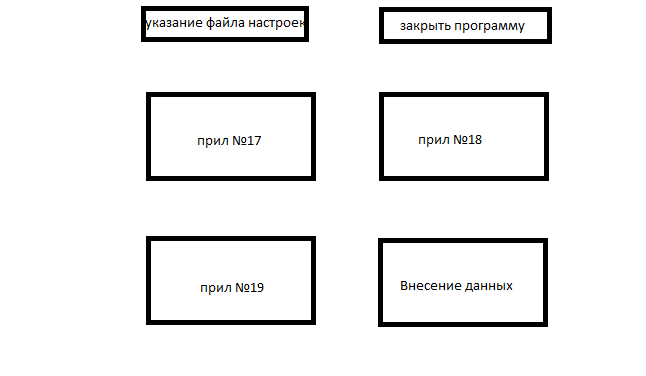 указание файла настроек
закрыть программу
прил №17
прил №18
прил №19
Внесение данных